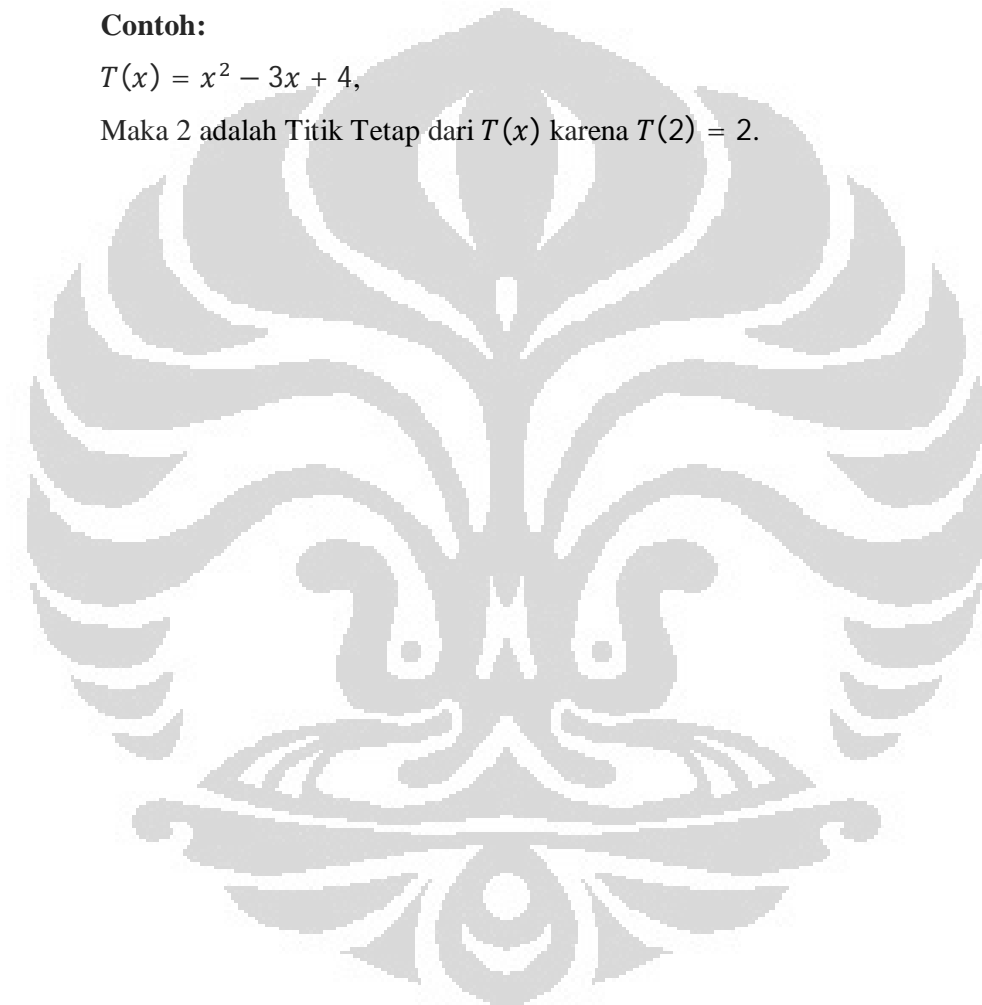 Contoh:
T(x) = x² − 3x + 4,
Maka 2 adalah Titik Tetap dari T(x) karena T(2) = 2.